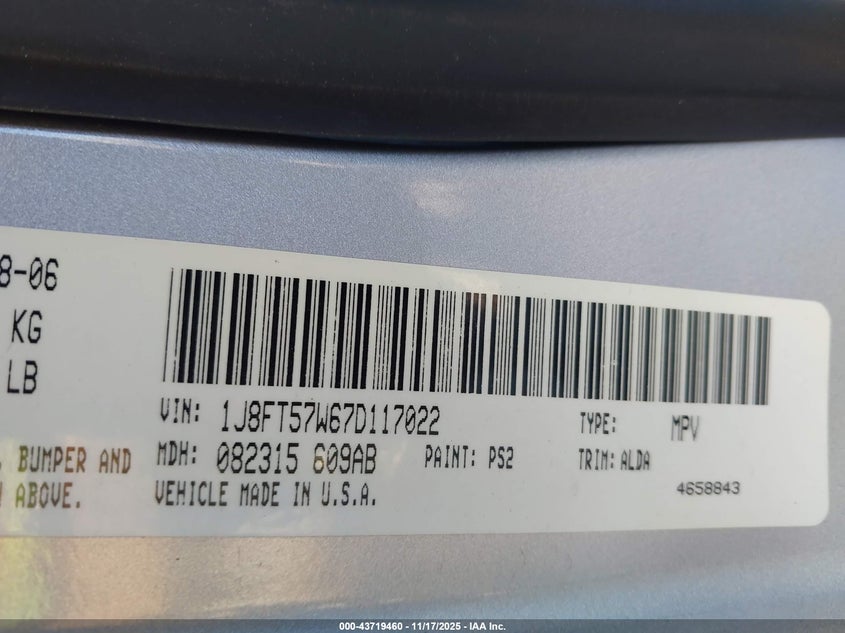 8-06
KG
LB
VIN: 1J8FT57W67D117022 TYPE: MPV
, BUMPER AND MDH: 082315 609AB PAINT: PS2 TRIM: ALDA
ABOVE. VEHICLE MADE IN U.S.A. 4658843
000-43719460 - 11/17/2025 - IAA Inc.